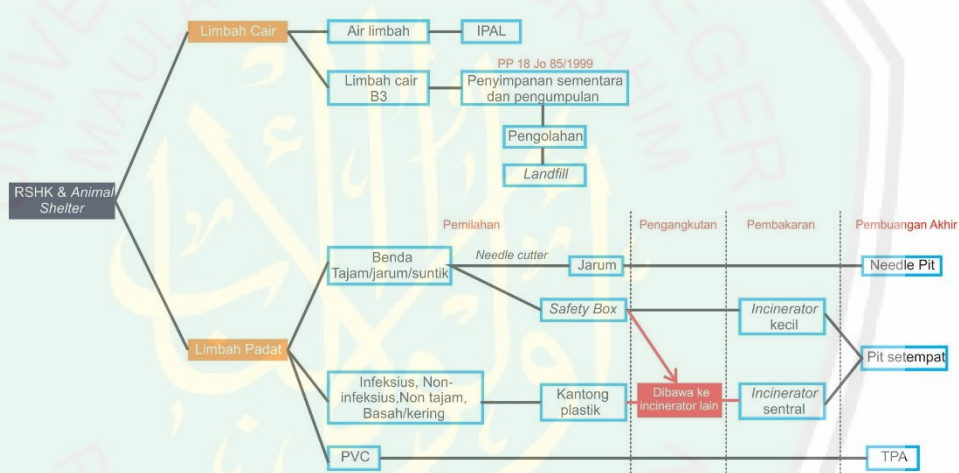 Limbah Cair
Air limbah
IPAL
PP 18 Jo 85/1999
Limbah cair
B3
Penyimpanan sementara
dan pengumpulan
Pengolahan
Landfill
RSHK & Animal
Shelter
Pemilahan
Pengangkutan
Pembakaran
Pembuangan Akhir
Benda
Tajam/jarum/suntik
Needle cutter
Jarum
Needle Pit
Safety Box
Incinerator
kecil
Limbah Padat
Pit setempat
Infeksius, Non-
infeksius,Non tajam,
Basah/kering
Kantong
plastik
Dibawa ke
incinerator lain
Incinerator
sentral
PVC
TPA